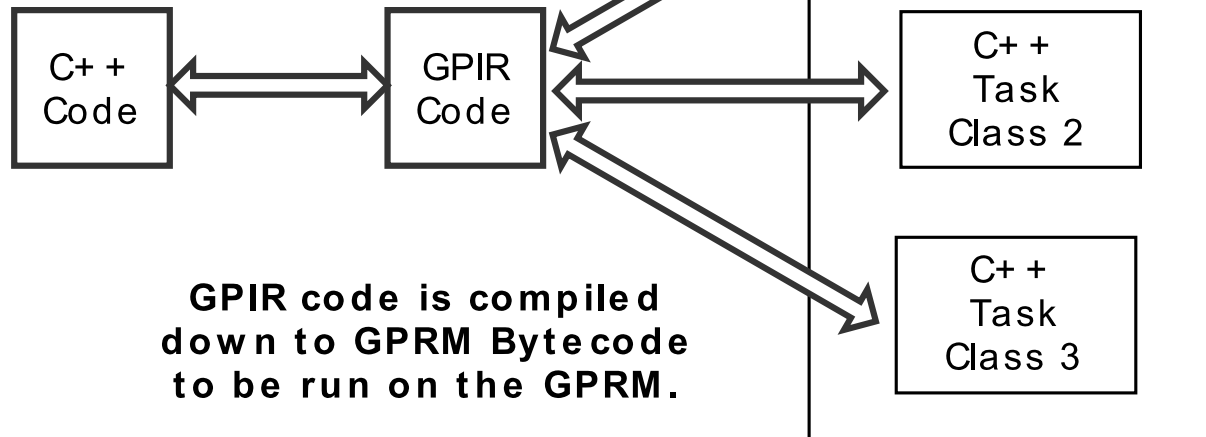 C++
Code
GPIR
Code
C++
Task
Class 2
C++
Task
Class 3
GPIR code is compiled
down to GPRM Bytecode
to be run on the GPRM.